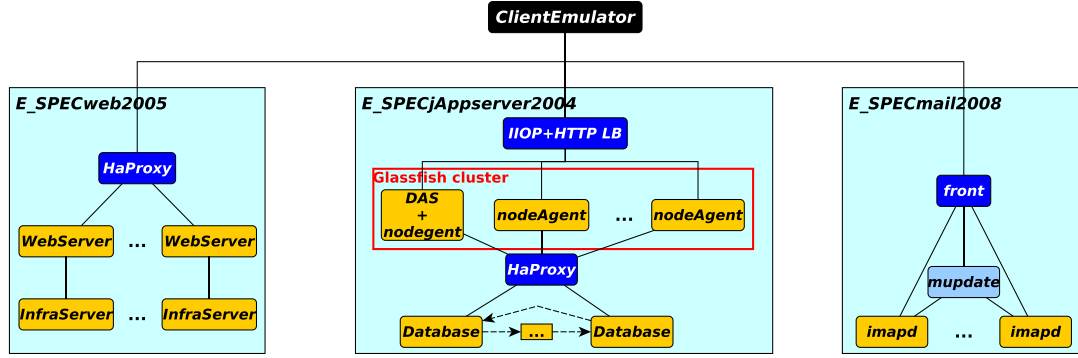 ClientEmulator
E_SPECweb2005
HaProxy
WebServer ... WebServer
InfraServer ... InfraServer
E_SPECjAppserver2004
IIOP+HTTP LB
Glassfish cluster
DAS
+
nodegent
nodeAgent ... nodeAgent
HaProxy
Database ... Database
E_SPECmail2008
front
mupdate
imapd ... imapd